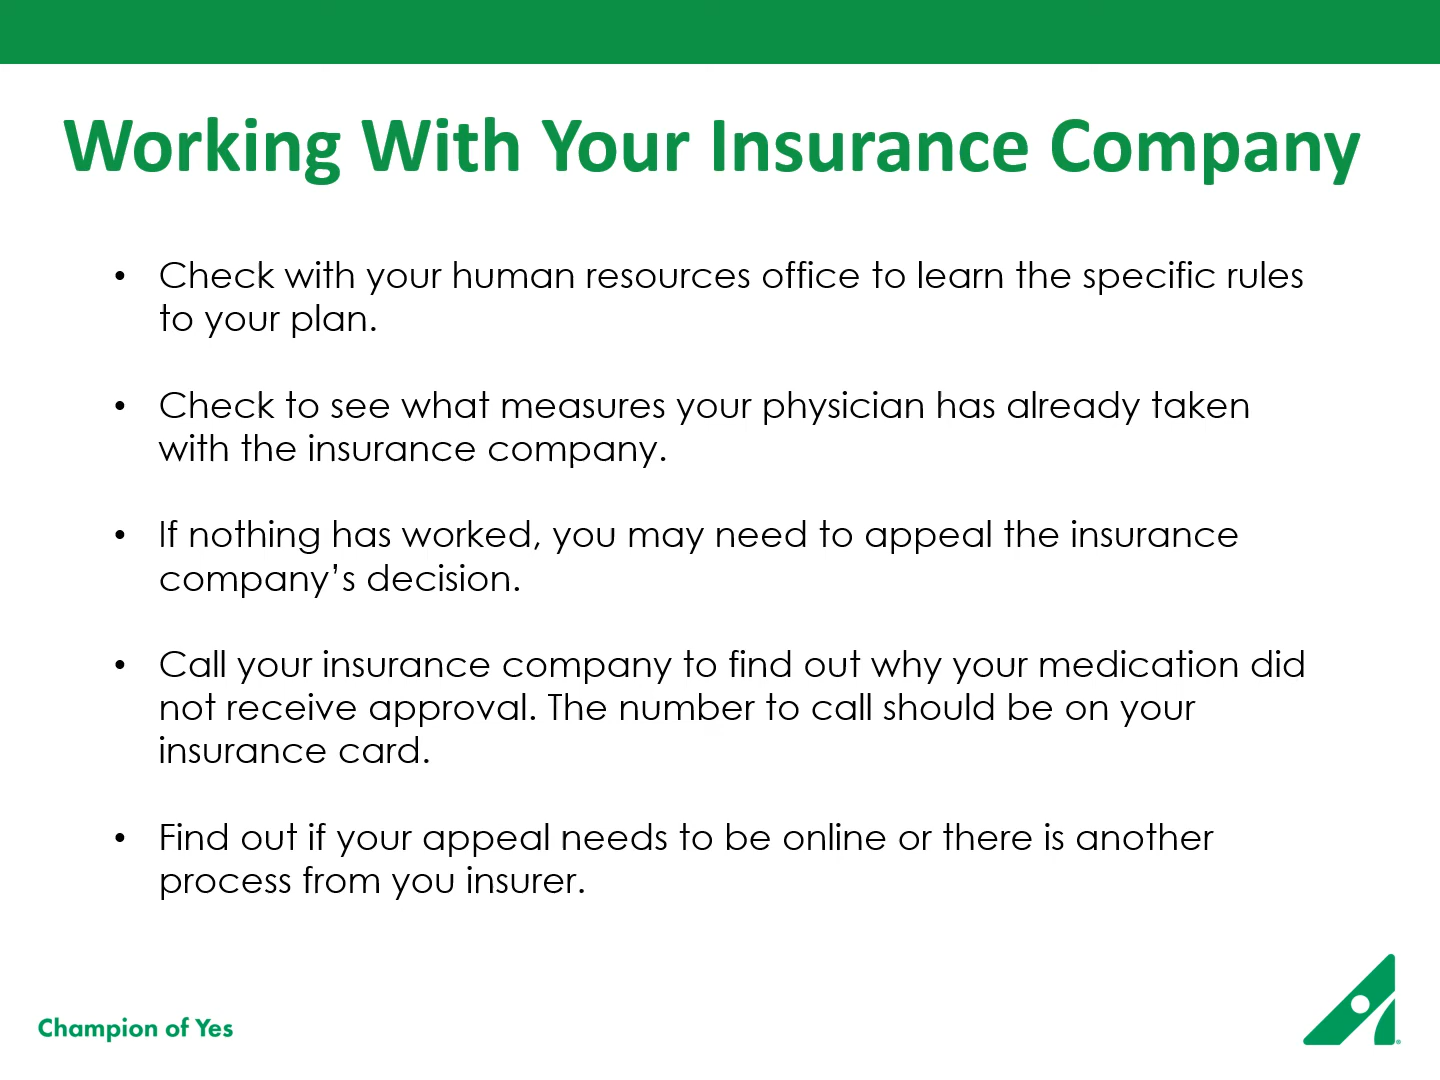 Working With Your Insurance Company
• Check with your human resources office to learn the specific rules
to your plan.
• Check to see what measures your physician has already taken
with the insurance company.
• If nothing has worked, you may need to appeal the insurance
company’s decision.
• Call your insurance company to find out why your medication did
not receive approval. The number to call should be on your
insurance card.
• Find out if your appeal needs to be online or there is another
process from you insurer.
Champion of Yes
®